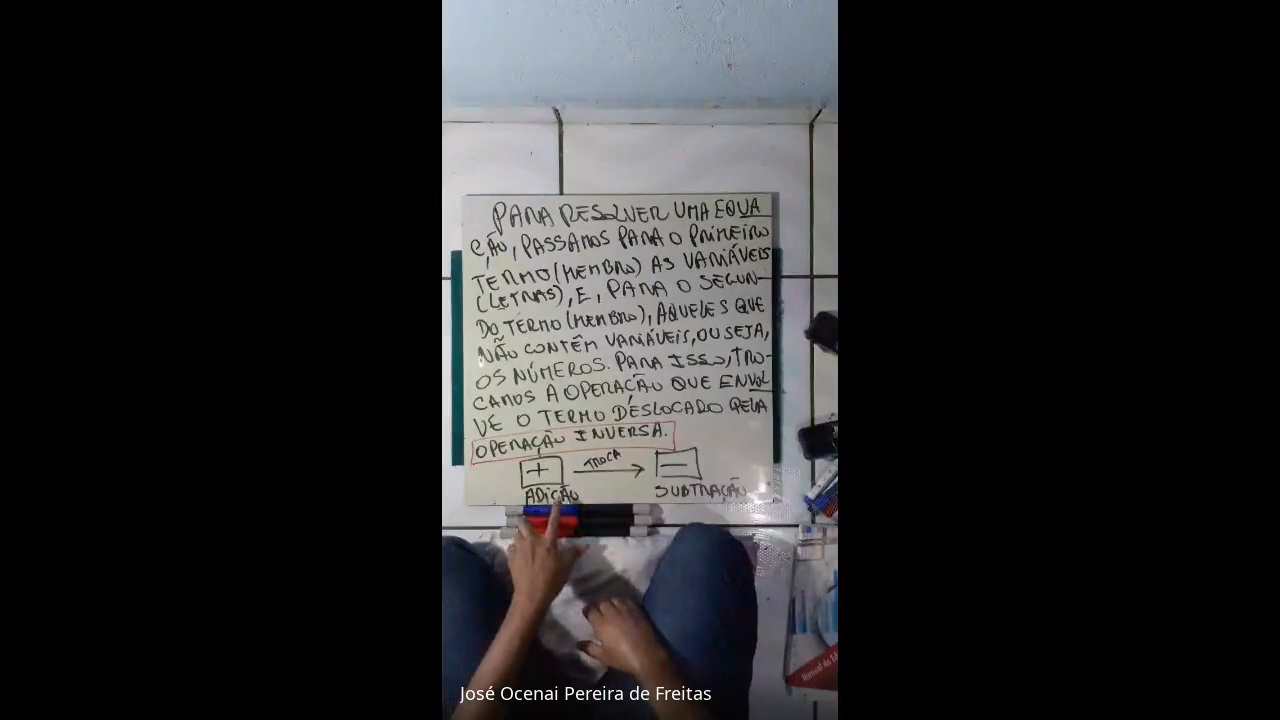 PARA RESOLVER UMA EQUA
ÇÃO, PASSAMOS PARA O PRIMEIRO
TERMO (MEMBRO) AS VARIÁVEIS
(LETRAS), E, PARA O SEGUN-
DO TERMO (MEMBRO), AQUELES QUE
NÃO CONTÊM VARIÁVEIS, OU SEJA,
OS NÚMEROS. PARA ISSO, TRO-
CAMOS A OPERAÇÃO QUE ENVOL
VE O TERMO DESLOCADO PELA
OPERAÇÃO INVERSA.
+ TROCA → −
ADIÇÃO SUBTRAÇÃO
José Ocenai Pereira de Freitas